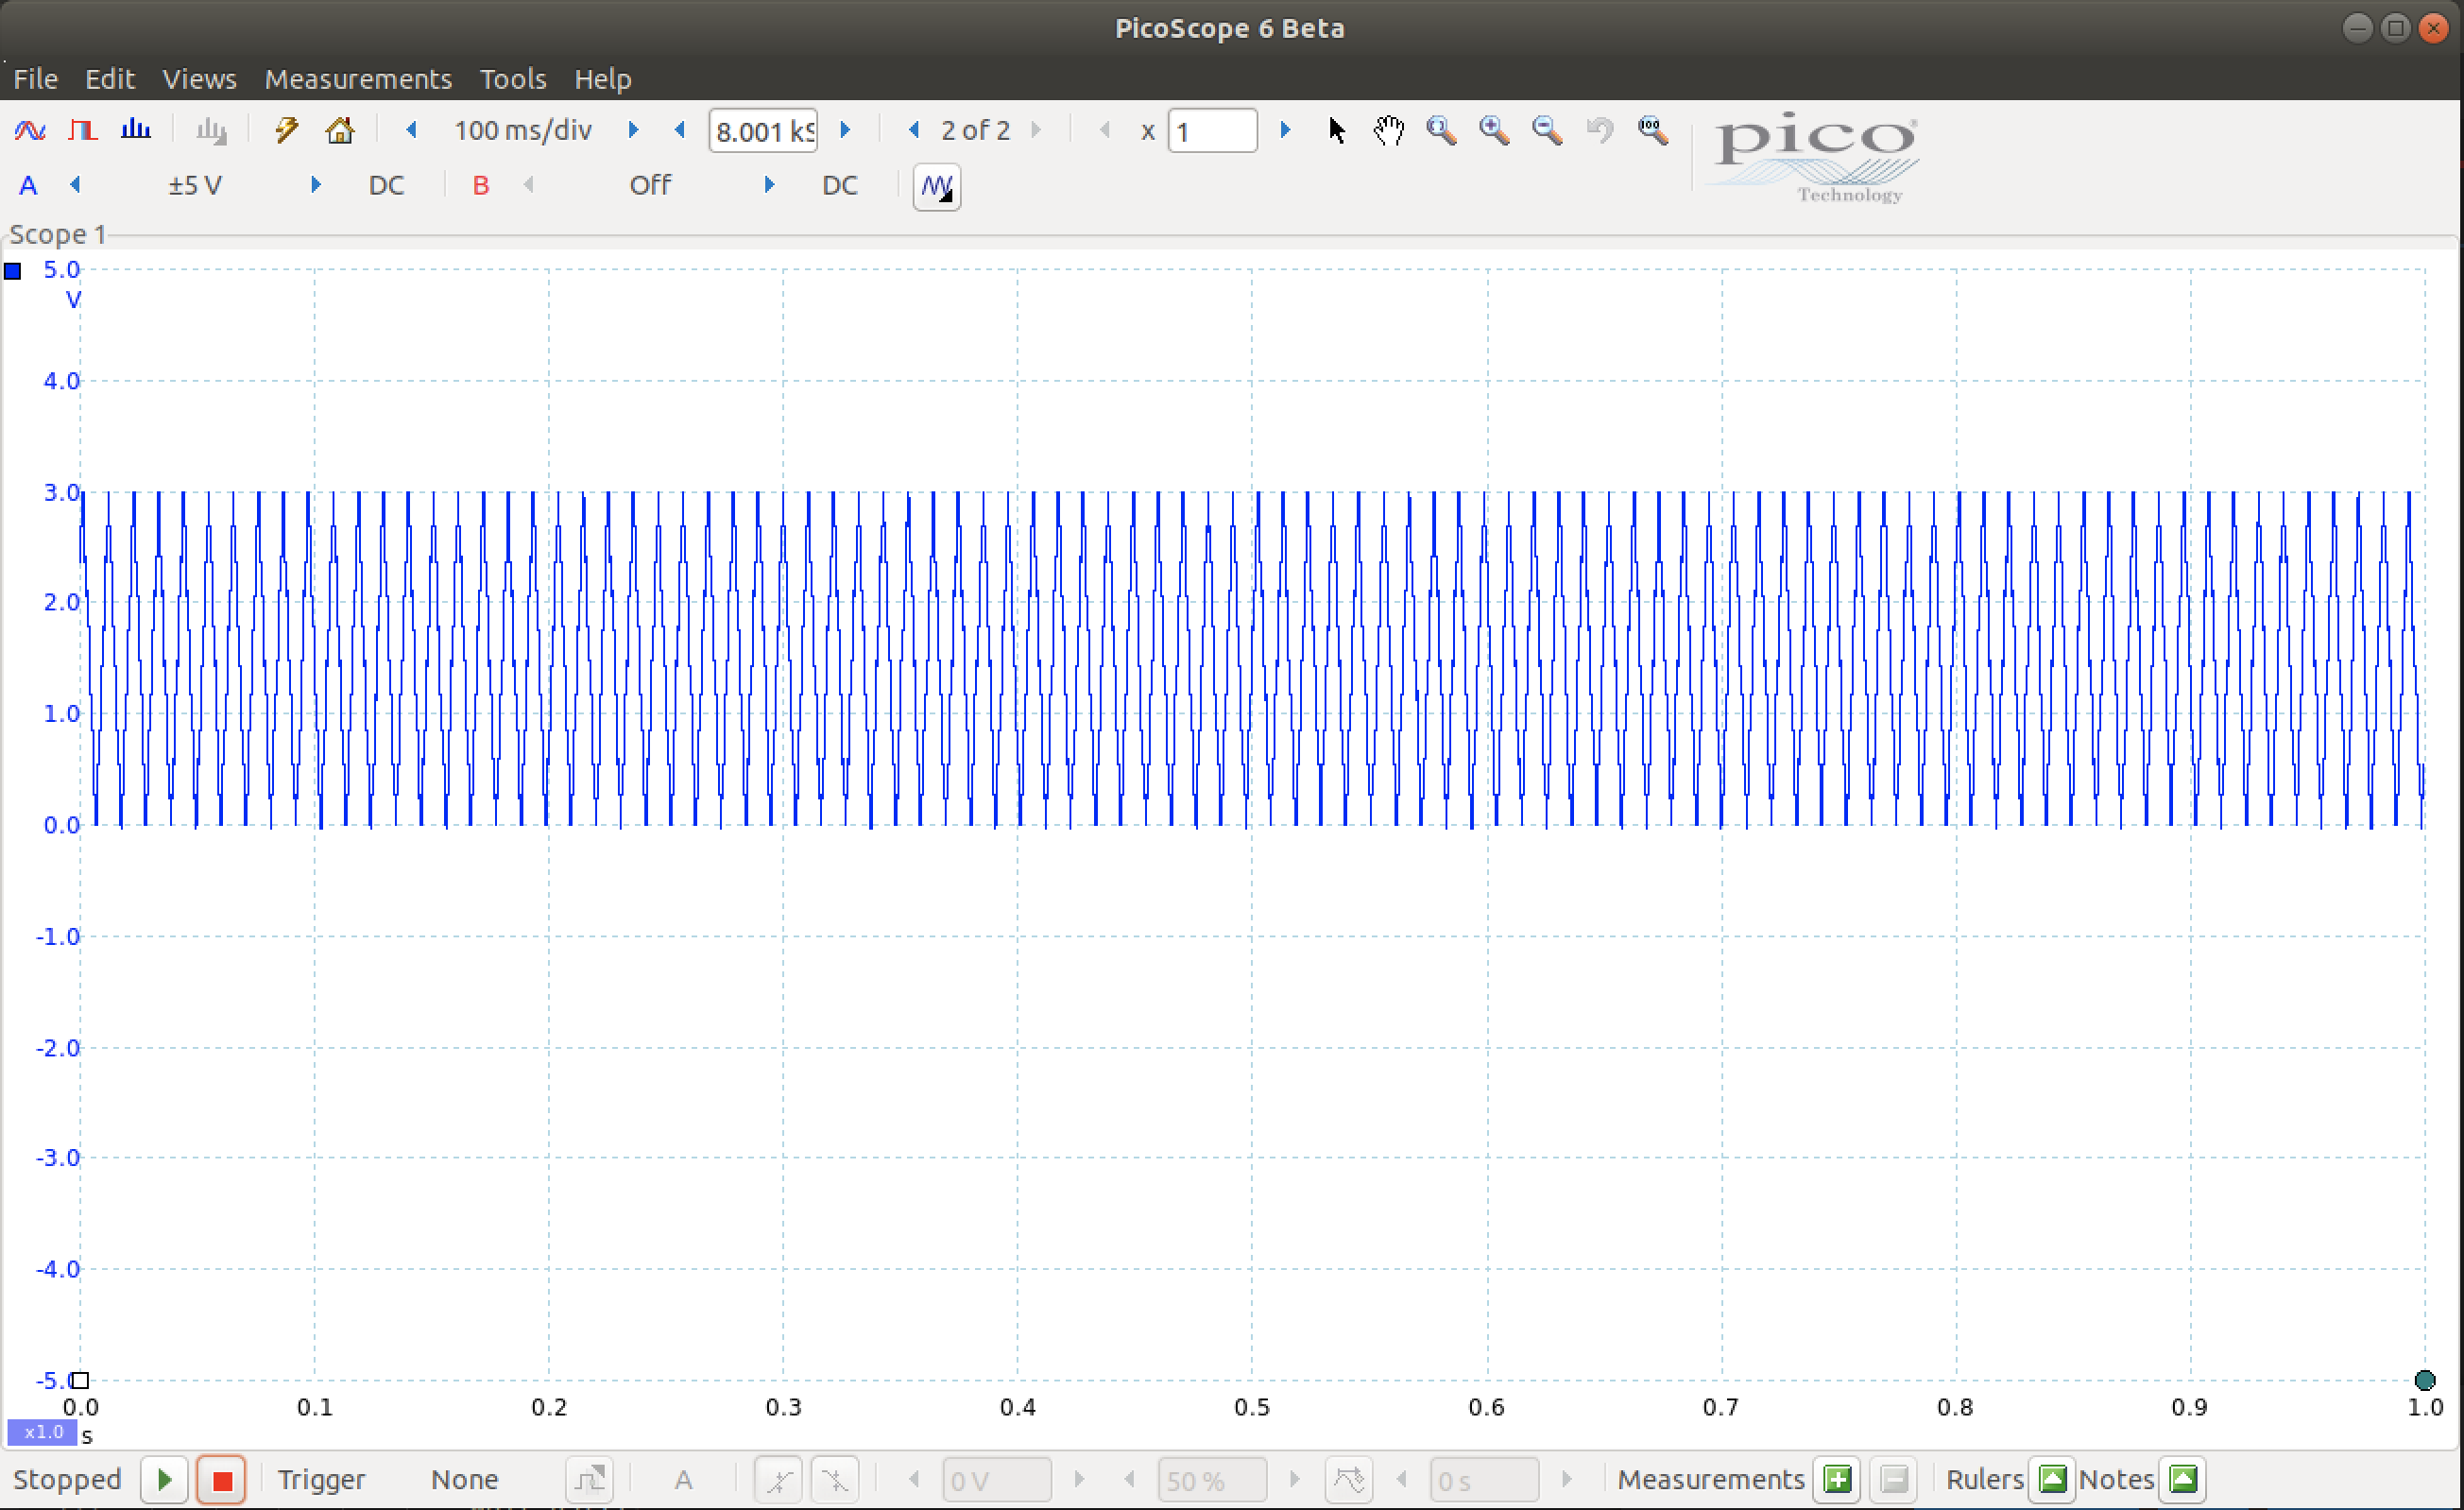 PicoScope 6 Beta
File Edit Views Measurements Tools Help
100 ms/div 8.001 kS 2 of 2 x 1
pico
Technology
A ±5 V DC B Off DC
Scope 1
5.0
V
4.0
3.0
2.0
1.0
0.0
-1.0
-2.0
-3.0
-4.0
-5.0
0.0 0.1 0.2 0.3 0.4 0.5 0.6 0.7 0.8 0.9 1.0
x1.0 s
Stopped Trigger None A 0 V 50 % 0 s Measurements Rulers Notes